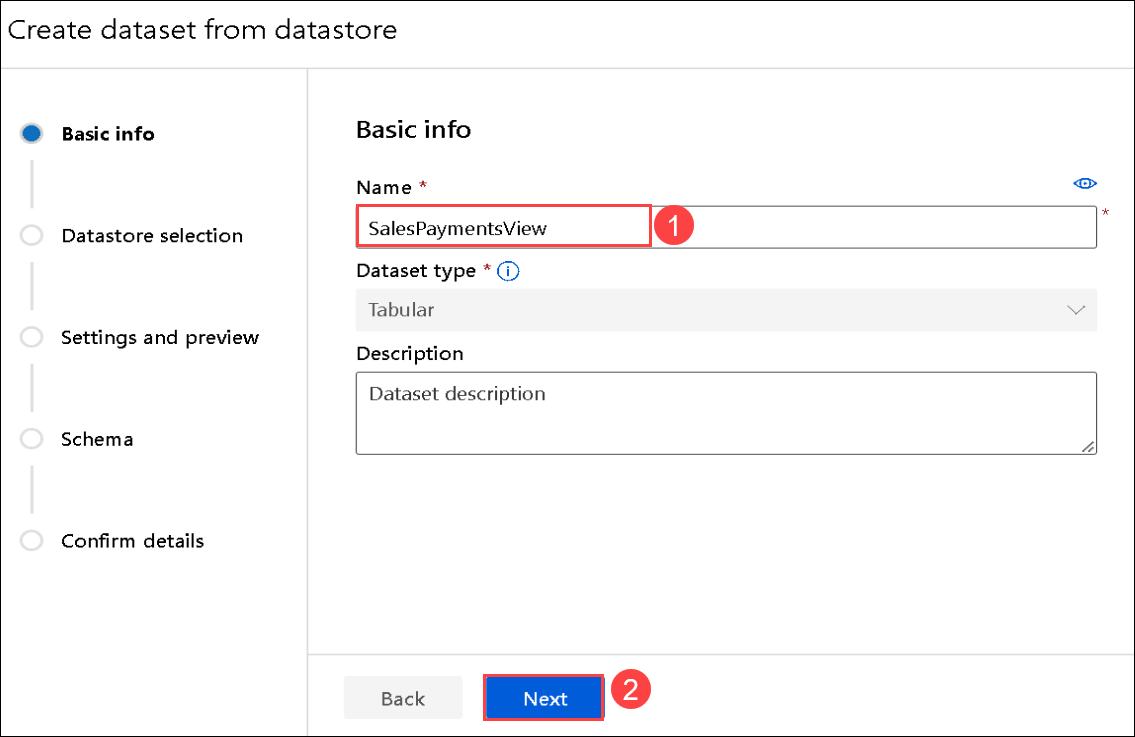 Create dataset from datastore
Basic info
Datastore selection
Settings and preview
Schema
Confirm details
Basic info
Name *
SalesPaymentsView
1
*
Dataset type * i
Tabular
Description
Dataset description
Back
Next
2